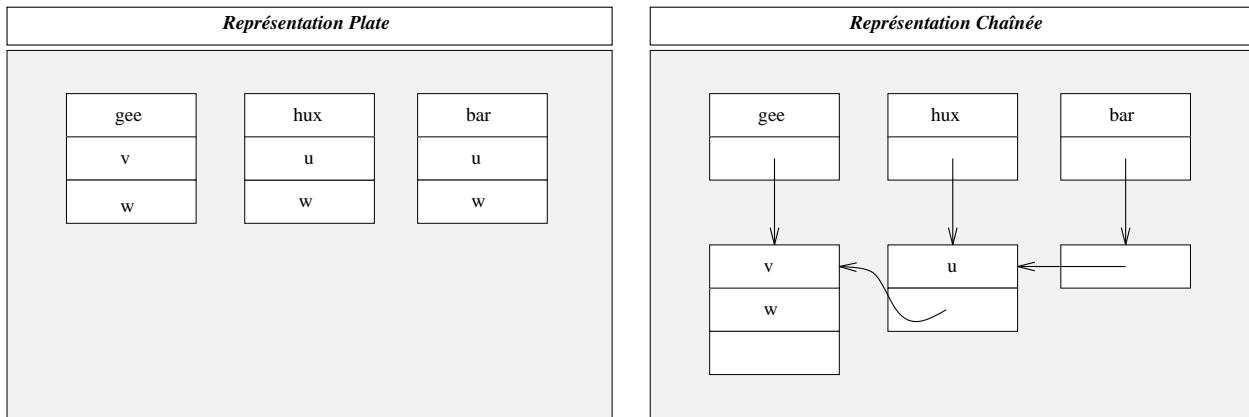 Représentation Plate
gee
hux
bar
v
u
u
w
w
w
Représentation Chaînée
gee
hux
bar
v
u
w